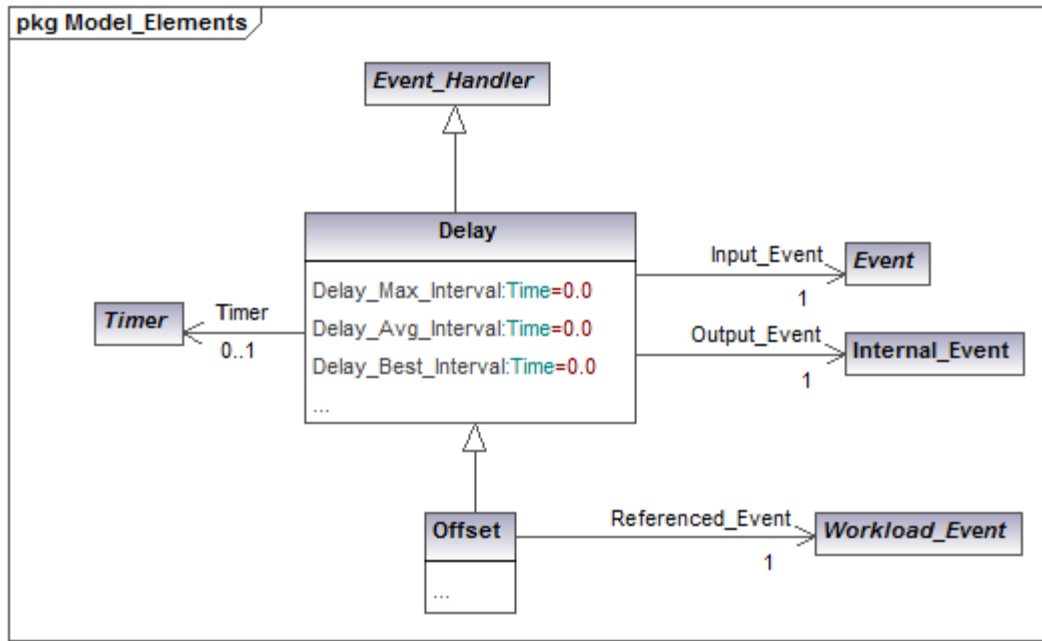 pkg Model_Elements
Event_Handler
Delay
Delay_Max_Interval:Time=0.0
Delay_Avg_Interval:Time=0.0
Delay_Best_Interval:Time=0.0
...
Timer
Timer
0..1
Input_Event
1
Event
Output_Event
1
Internal_Event
Offset
...
Referenced_Event
1
Workload_Event